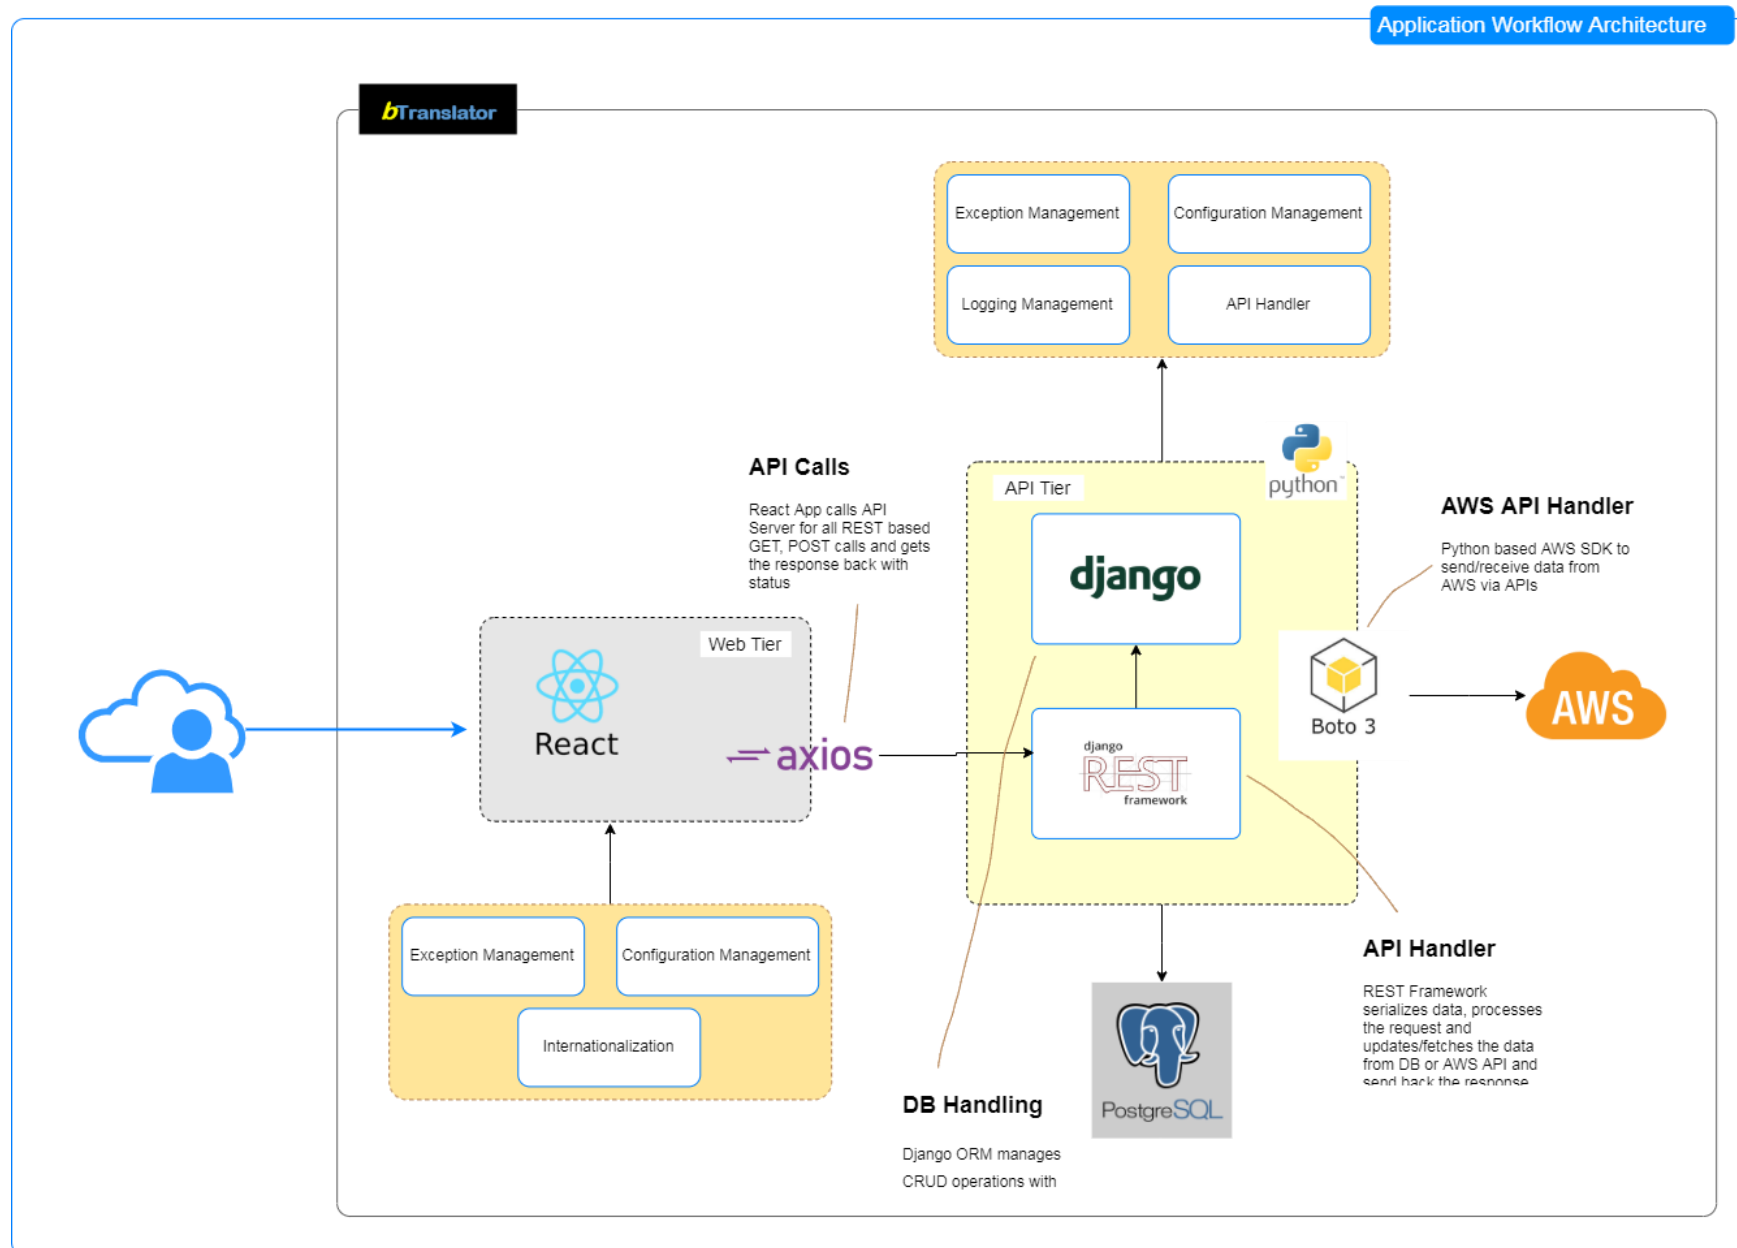 Application Workflow Architecture
bTranslator
Exception Management
Configuration Management
Logging Management
API Handler
python
API Calls
React App calls API
Server for all REST based
GET, POST calls and gets
the response back with
status
API Tier
django
AWS API Handler
Python based AWS SDK to
send/receive data from
AWS via APIs
Web Tier
React
axios
django
REST
framework
Boto 3
AWS
Exception Management
Configuration Management
Internationalization
API Handler
REST Framework
serializes data, processes
the request and
updates/fetches the data
from DB or AWS API and
send back the response
PostgreSQL
DB Handling
Django ORM manages
CRUD operations with